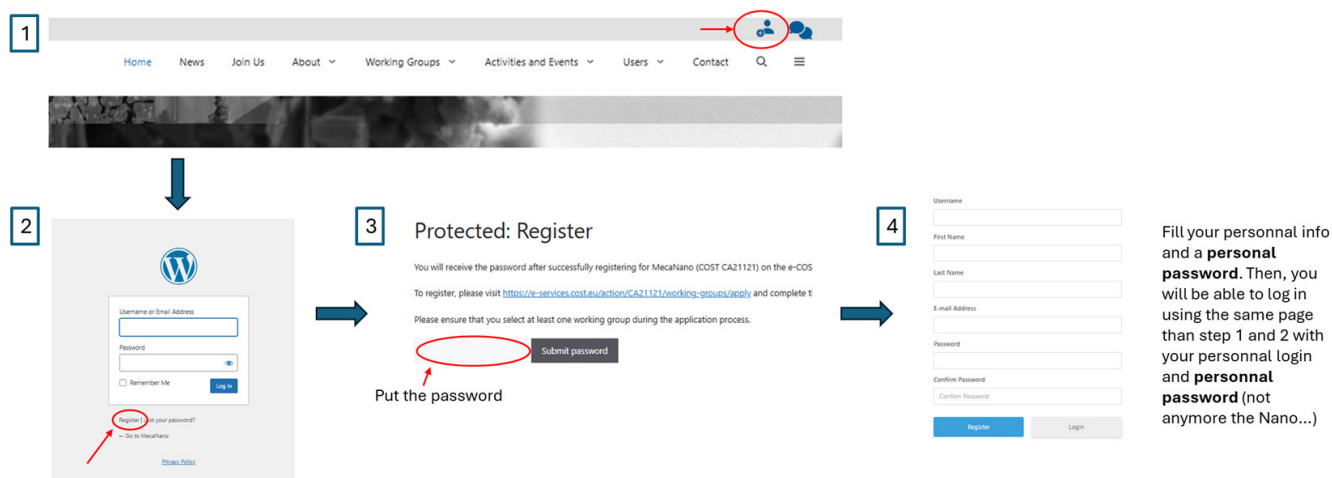 1
Home News Join Us About Working Groups Activities and Events Users Contact
2
Username or Email Address
Password
Remember Me
Log In
Register | Lost your password?
← Go to MecaNano
Privacy Policy
3
Protected: Register
You will receive the password after successfully registering for MecaNano (COST CA21121) on the e-COS
To register, please visit https://e-services.cost.eu/action/CA21121/working-groups/apply and complete t
Please ensure that you select at least one working group during the application process.
Submit password
Put the password
4
Username
First Name
Last Name
E-mail Address
Password
Confirm Password
Confirm Password
Register Login
Fill your personnal info
and a personal
password. Then, you
will be able to log in
using the same page
than step 1 and 2 with
your personnal login
and personnal
password (not
anymore the Nano...)